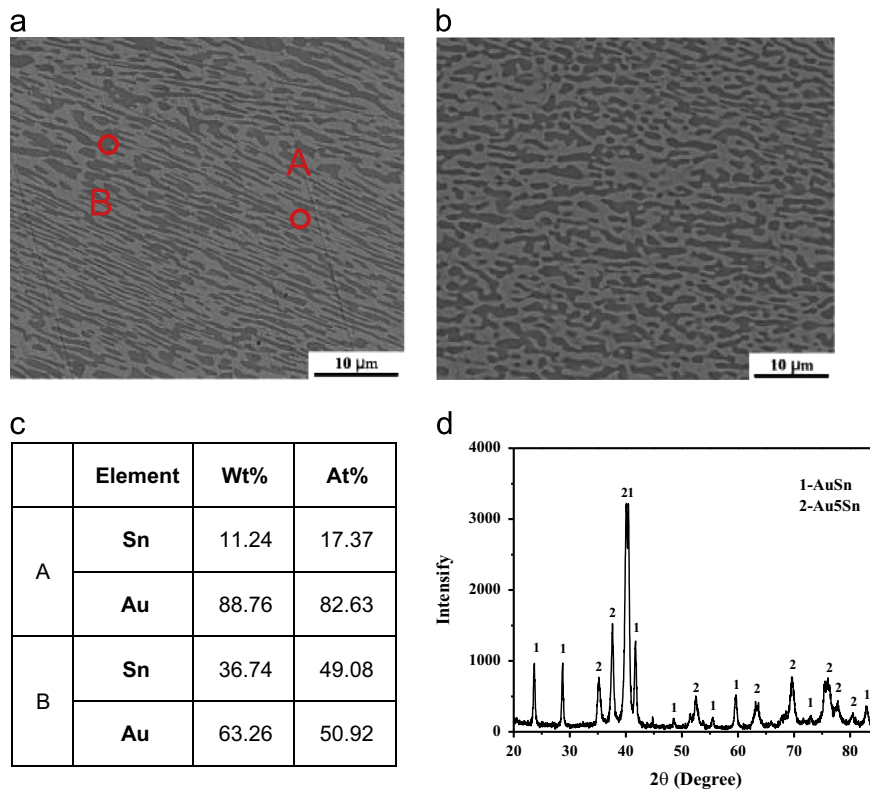 a
b
A
B
10 μm
10 μm
c
Element Wt% At%
A
Sn 11.24 17.37
Au 88.76 82.63
B
Sn 36.74 49.08
Au 63.26 50.92
d
4000
3000
2000
1000
0
Intensify
1-AuSn
2-Au5Sn
1
1
2
2
21
1
1
2
1
1
2
2
1
2
2
2
1
20 30 40 50 60 70 80
2θ (Degree)